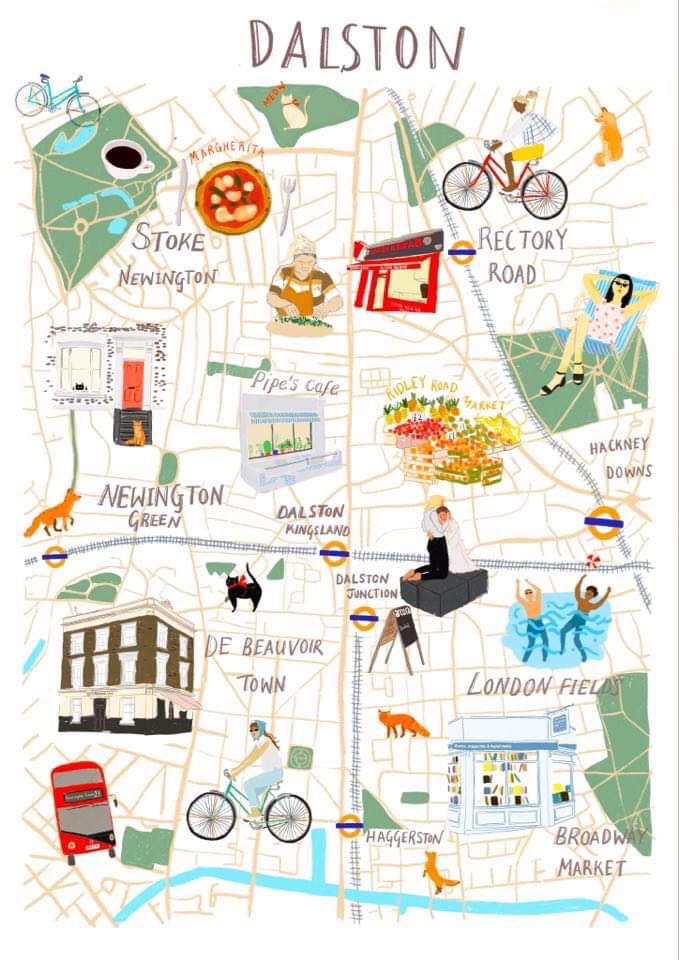 DALSTON
MEOW
MARGHERITA
STOKE
NEWINGTON
RECTORY
ROAD
Pipe's Cafe
RIDLEY ROAD
MARKET
HACKNEY
DOWNS
NEWINGTON
GREEN
DALSTON
KINGSLAND
DALSTON
JUNCTION
DE BEAUVOIR
TOWN
LONDON FIELDS
HAGGERSTON
BROADWAY
MARKET